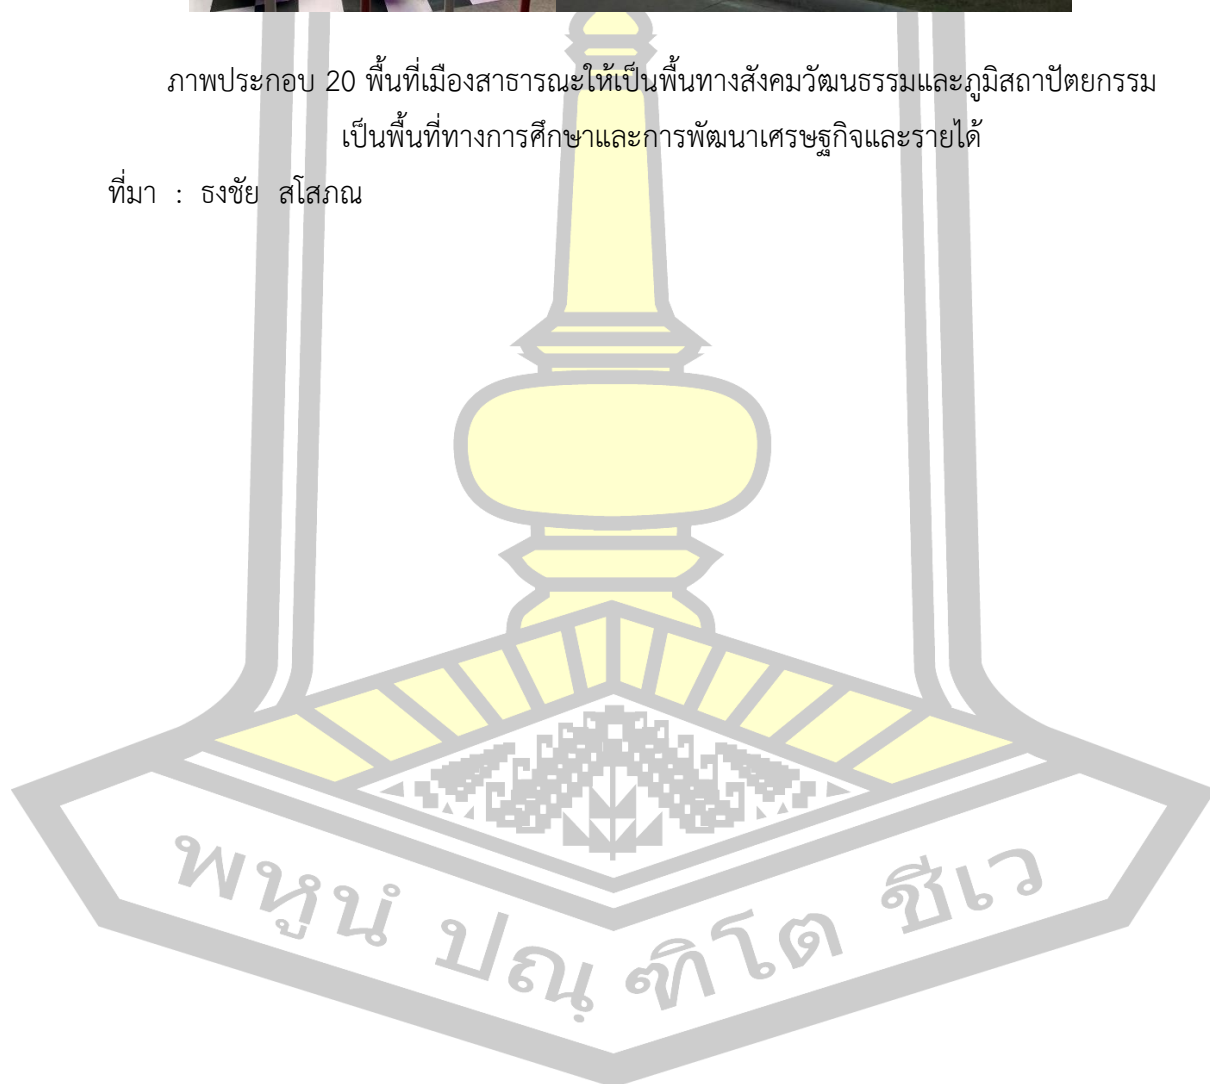 ภาพประกอบ 20 พื้นที่เมืองสาธารณะให้เป็นพื้นทางสังคมวัฒนธรรมและภูมิสถาปัตยกรรม
เป็นพื้นที่ทางการศึกษาและการพัฒนาเศรษฐกิจและรายได้
ที่มา : ธงชัย สโสภณ
พหูนํ ปณฺฑิโต ชีเว